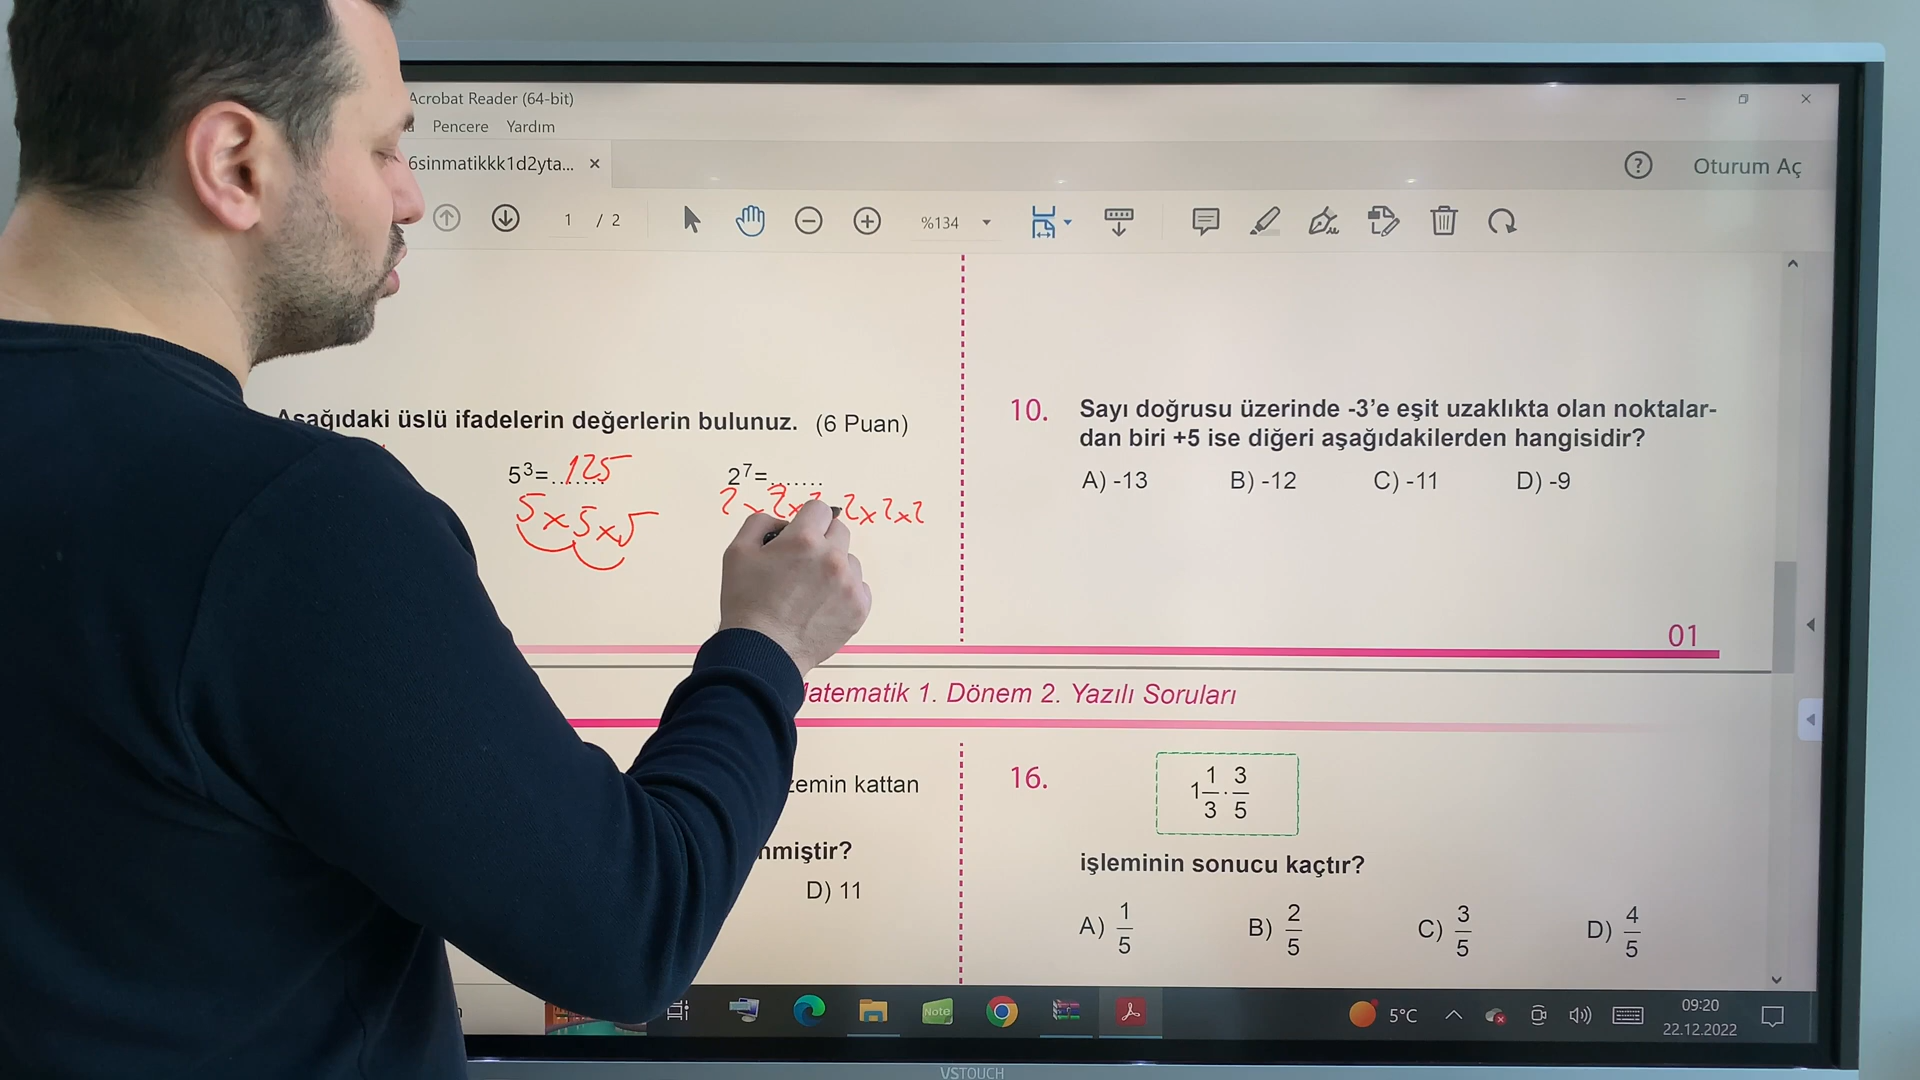 Acrobat Reader (64-bit)
Pencere Yardım
6sinmatikkk1d2yta... ×
? Oturum Aç
1 / 2 %134
Aşağıdaki üslü ifadelerin değerlerin bulunuz. (6 Puan)
5³=........ 125
2⁷=........
5x5x5
2x2x 2x2x2
10. Sayı doğrusu üzerinde -3'e eşit uzaklıkta olan noktalar-
dan biri +5 ise diğeri aşağıdakilerden hangisidir?
A) -13 B) -12 C) -11 D) -9
01
Matematik 1. Dönem 2. Yazılı Soruları
zemin kattan
D) 11
16. 1 1/3 · 3/5
işleminin sonucu kaçtır?
A) 1/5 B) 2/5 C) 3/5 D) 4/5
Note
5°C
09:20
22.12.2022
VSTOUCH